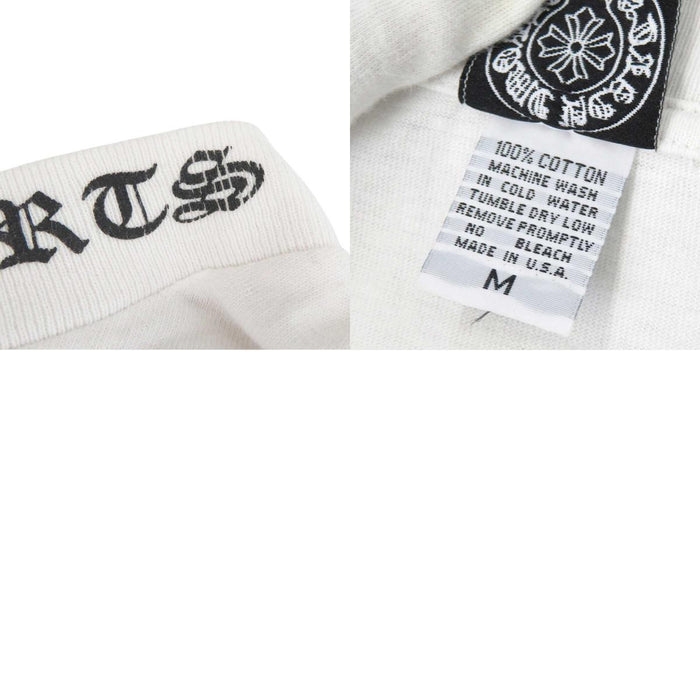 RTS
100% COTTON
MACHINE WASH
IN COLD WATER
TUMBLE DRY LOW
REMOVE PROMPTLY
NO BLEACH
MADE IN U.S.A.
M